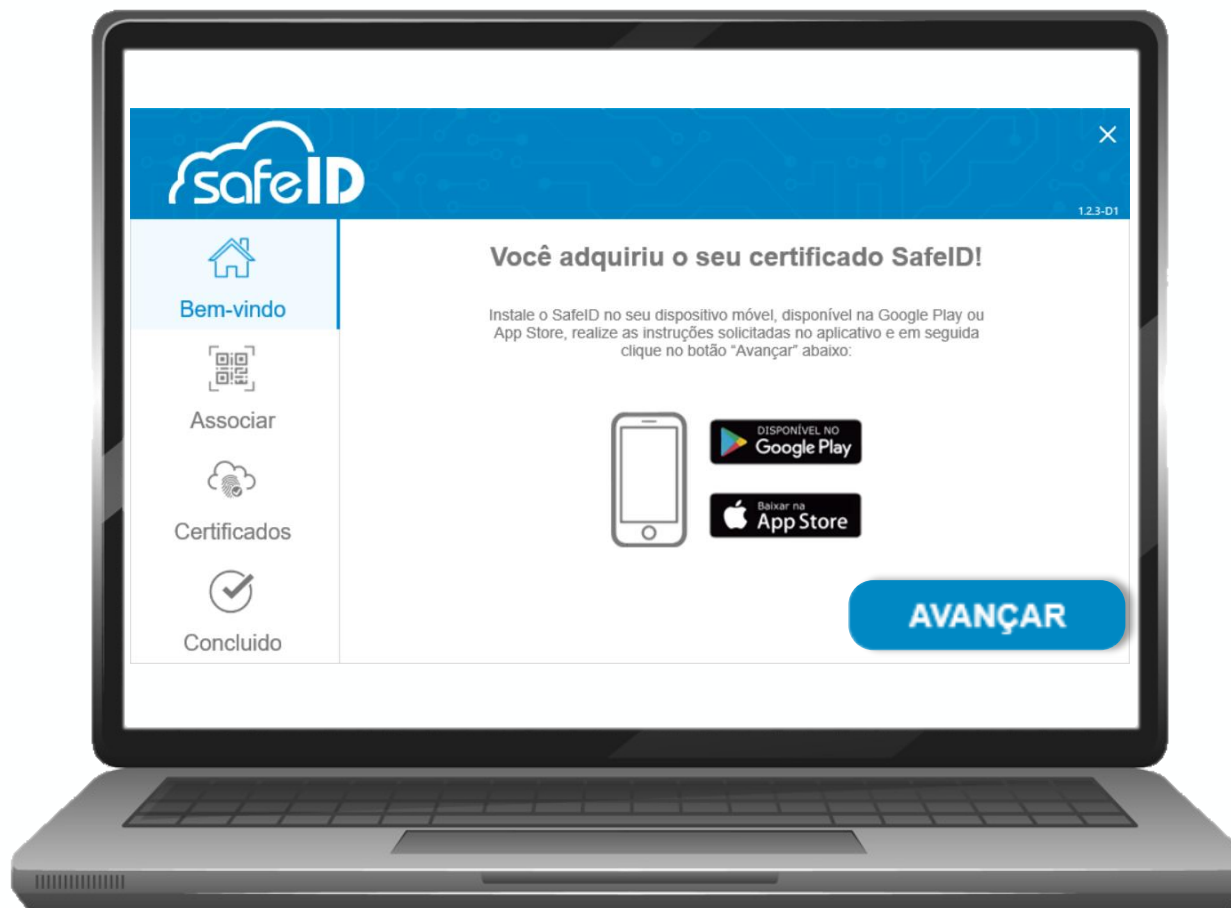 safeID
1.2.3-D1
Bem-vindo
Associar
Certificados
Concluido
Você adquiriu o seu certificado SafeID!
Instale o SafeID no seu dispositivo móvel, disponível na Google Play ou
App Store, realize as instruções solicitadas no aplicativo e em seguida
clique no botão “Avançar” abaixo:
DISPONÍVEL NO
Google Play
Baixar na
App Store
AVANÇAR